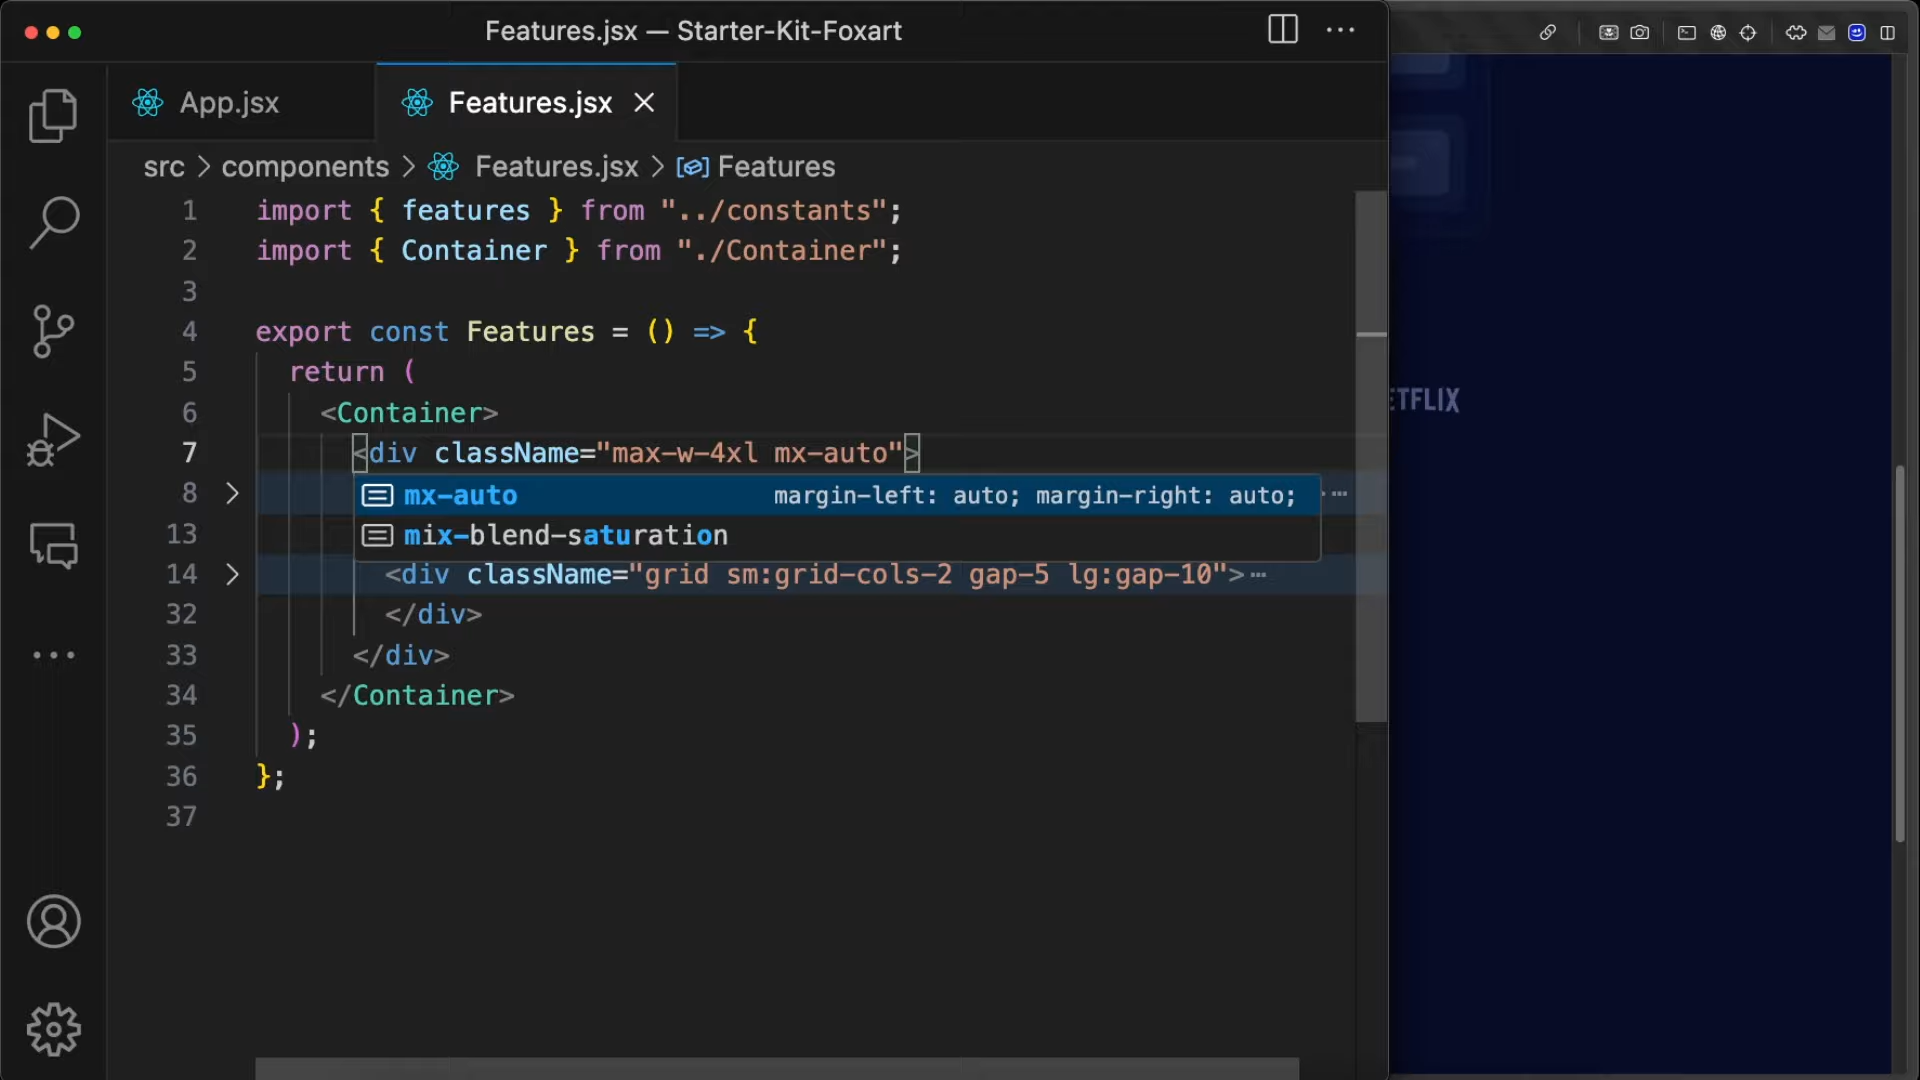 Features.jsx — Starter-Kit-Foxart
App.jsx
Features.jsx
src > components > Features.jsx > Features
1 import { features } from "../constants";
2 import { Container } from "./Container";
3
4 export const Features = () => {
5 return (
6 <Container>
7 <div className="max-w-4xl mx-auto">
8
mx-auto margin-left: auto; margin-right: auto;
13
mix-blend-saturation
14 <div className="grid sm:grid-cols-2 gap-5 lg:gap-10">
32 </div>
33 </div>
34 </Container>
35 );
36 };
37
ETFLIX